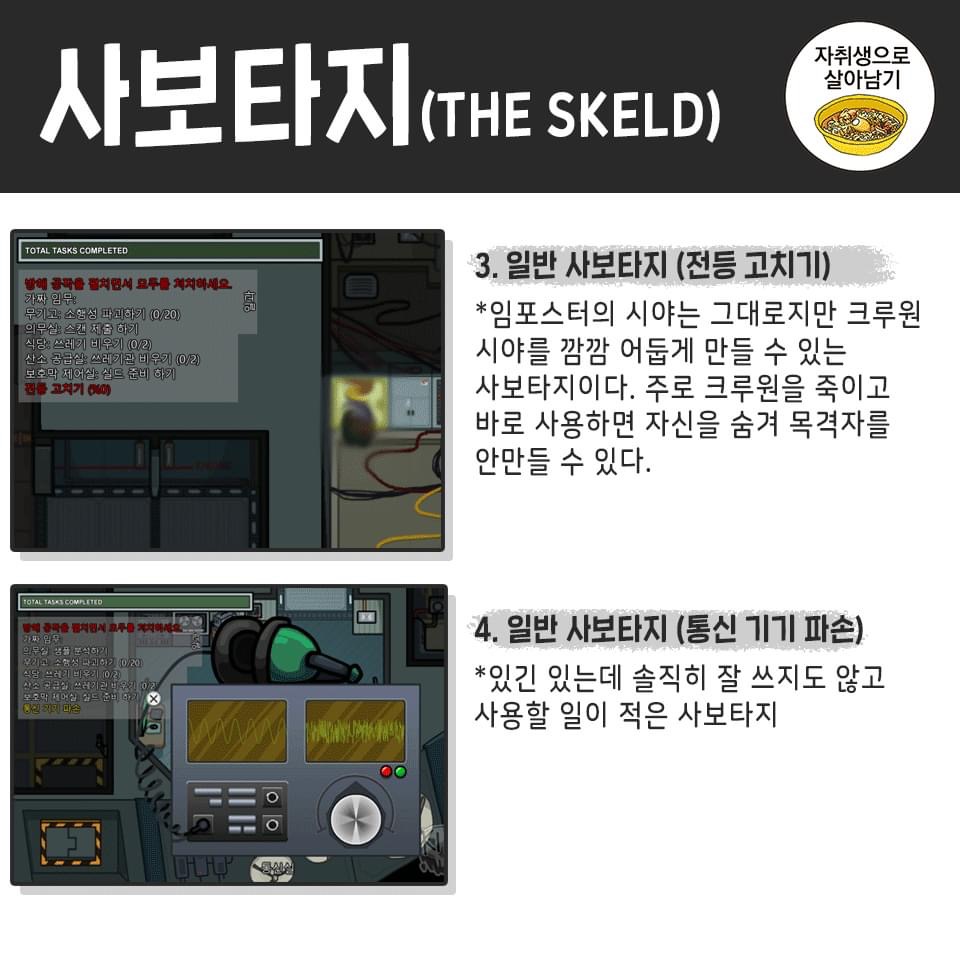 사보타지(THE SKELD)
자취생으로
살아남기
TOTAL TASKS COMPLETED
방해 공작을 펼치면서 모두를 처치하세요.
가짜 임무:
무기고: 소행성 파괴하기 (0/20)
의무실: 스캔 제출 하기
식당: 쓰레기 비우기 (0/2)
산소 공급실: 쓰레기관 비우기 (0/2)
보호막 제어실: 실드 준비 하기
전등 고치기 (%0)
3. 일반 사보타지 (전등 고치기)
*임포스터의 시야는 그대로지만 크루원
시야를 깜깜 어둡게 만들 수 있는
사보타지이다. 주로 크루원을 죽이고
바로 사용하면 자신을 숨겨 목격자를
안만들 수 있다.
TOTAL TASKS COMPLETED
방해 공작을 펼치면서 모두를 처치하세요.
가짜 임무:
의무실: 샘플 분석하기
무기고: 소행성 파괴하기 (0/20)
식당: 쓰레기 비우기 (0/2)
산소 공급실: 쓰레기관 비우기 (0/2)
보호막 제어실: 실드 준비 하기
통신 기기 파손
통신실
4. 일반 사보타지 (통신 기기 파손)
*있긴 있는데 솔직히 잘 쓰지도 않고
사용할 일이 적은 사보타지